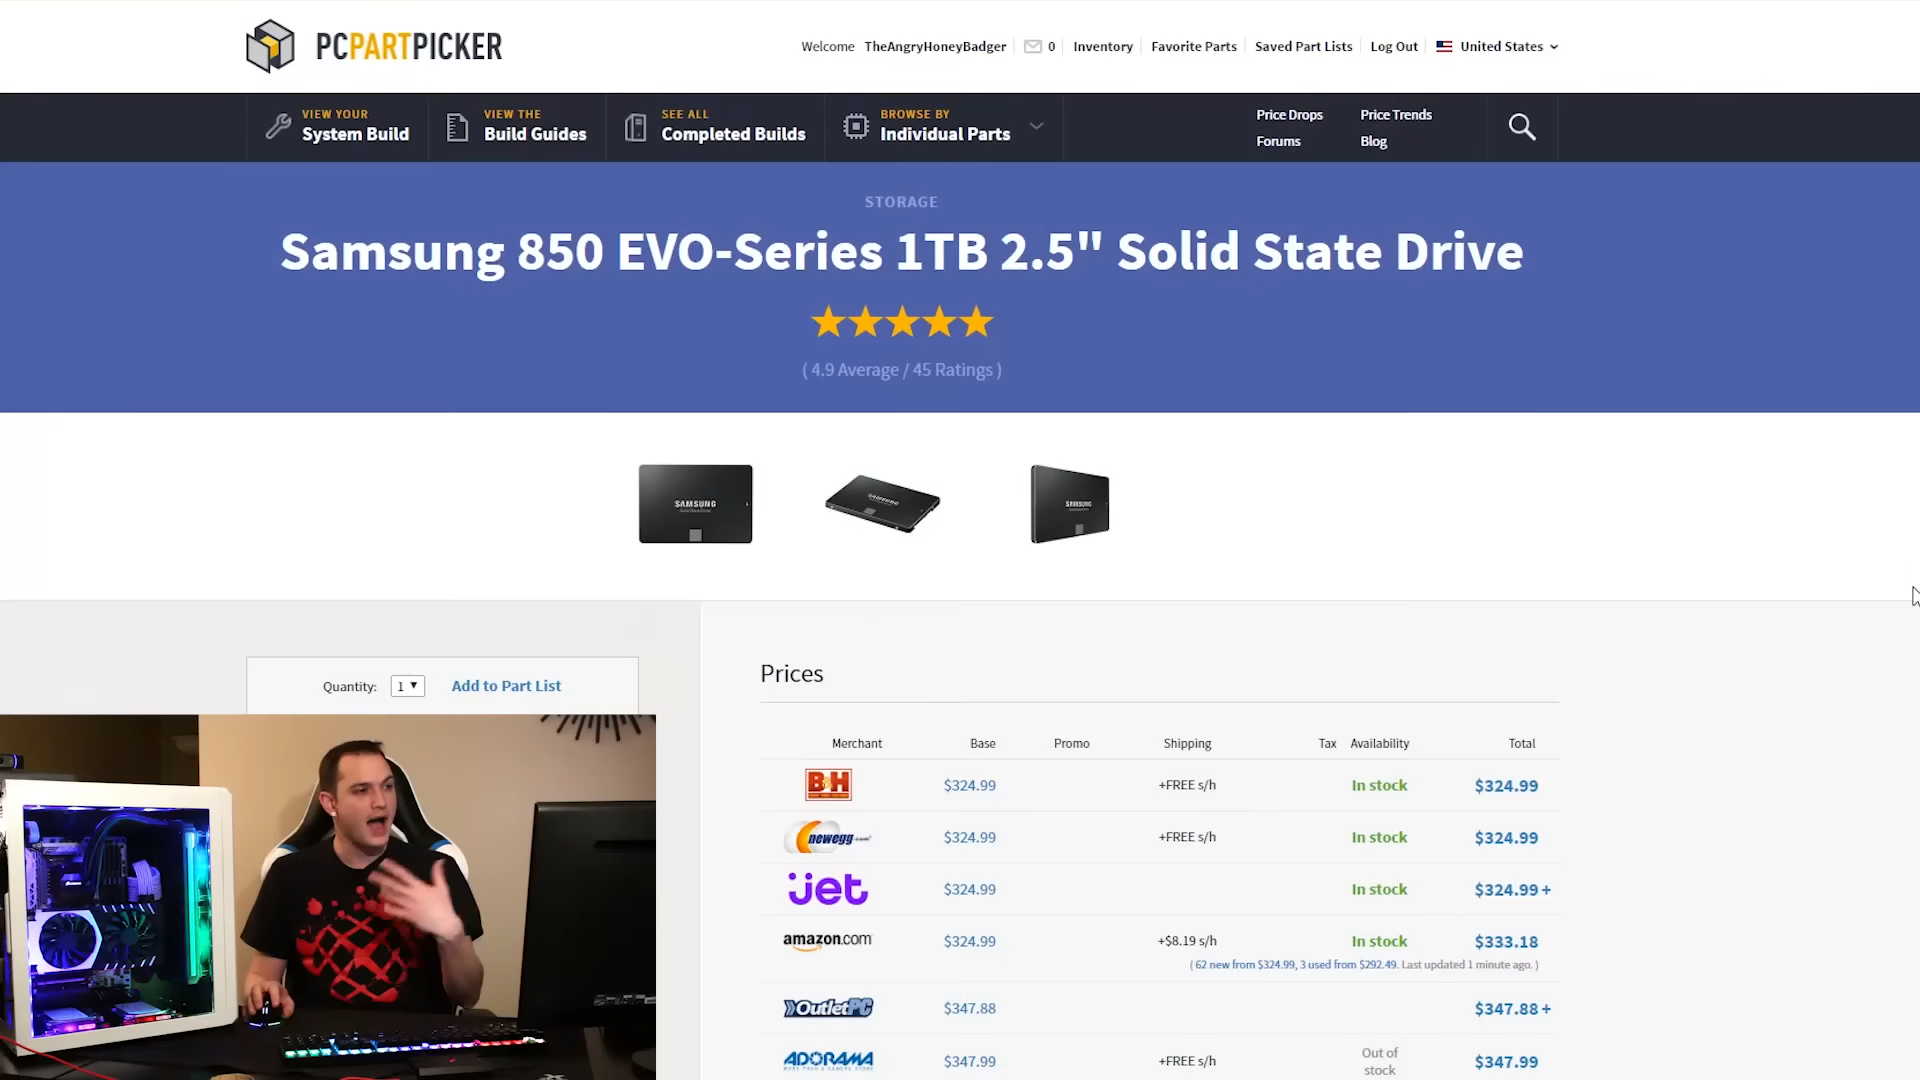 PCPARTPICKER
Welcome TheAngryHoneyBadger 0 Inventory Favorite Parts Saved Part Lists Log Out United States
VIEW YOUR
System Build
VIEW THE
Build Guides
SEE ALL
Completed Builds
BROWSE BY
Individual Parts
Price Drops
Price Trends
Forums
Blog
STORAGE
Samsung 850 EVO-Series 1TB 2.5" Solid State Drive
( 4.9 Average / 45 Ratings )
SAMSUNG
SAMSUNG
SAMSUNG
Quantity: 1 Add to Part List
Prices
Merchant Base Promo Shipping Tax Availability Total
B&H $324.99 +FREE s/h In stock $324.99
newegg $324.99 +FREE s/h In stock $324.99
jet $324.99 In stock $324.99 +
amazon.com $324.99 +$8.19 s/h In stock $333.18
( 62 new from $324.99, 3 used from $292.49. Last updated 1 minute ago. )
OutletPC $347.88 $347.88 +
ADORAMA $347.99 +FREE s/h Out of stock $347.99